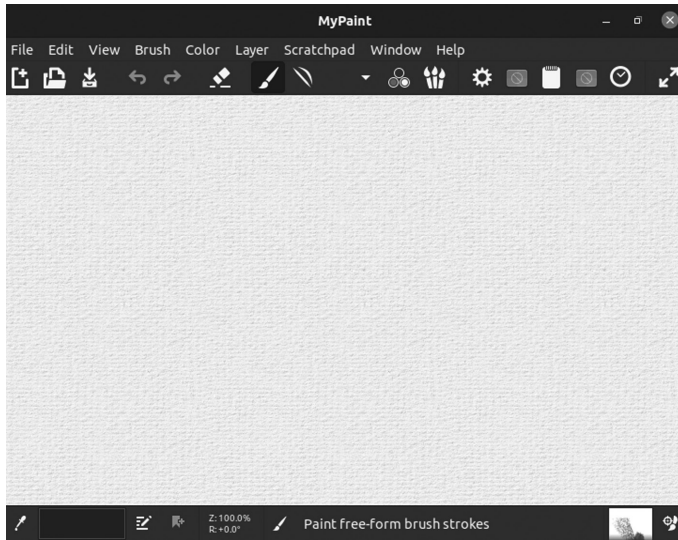 MyPaint
File Edit View Brush Color Layer Scratchpad Window Help
Z: 100.0%
R: +0.0°
Paint free-form brush strokes